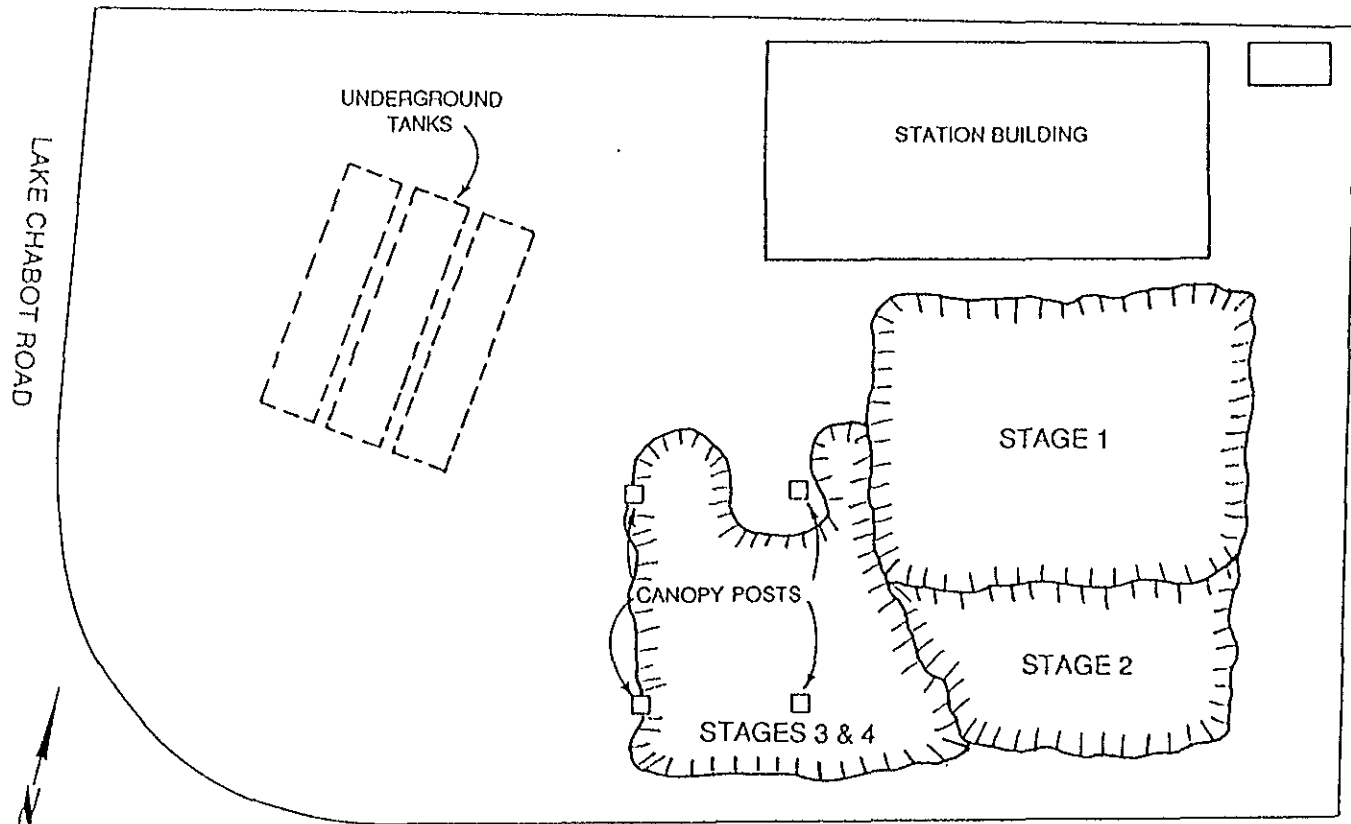 UNDERGROUND
TANKS
STATION BUILDING
LAKE CHABOT ROAD
STAGE 1
CANOPY POSTS
STAGE 2
STAGES 3 & 4